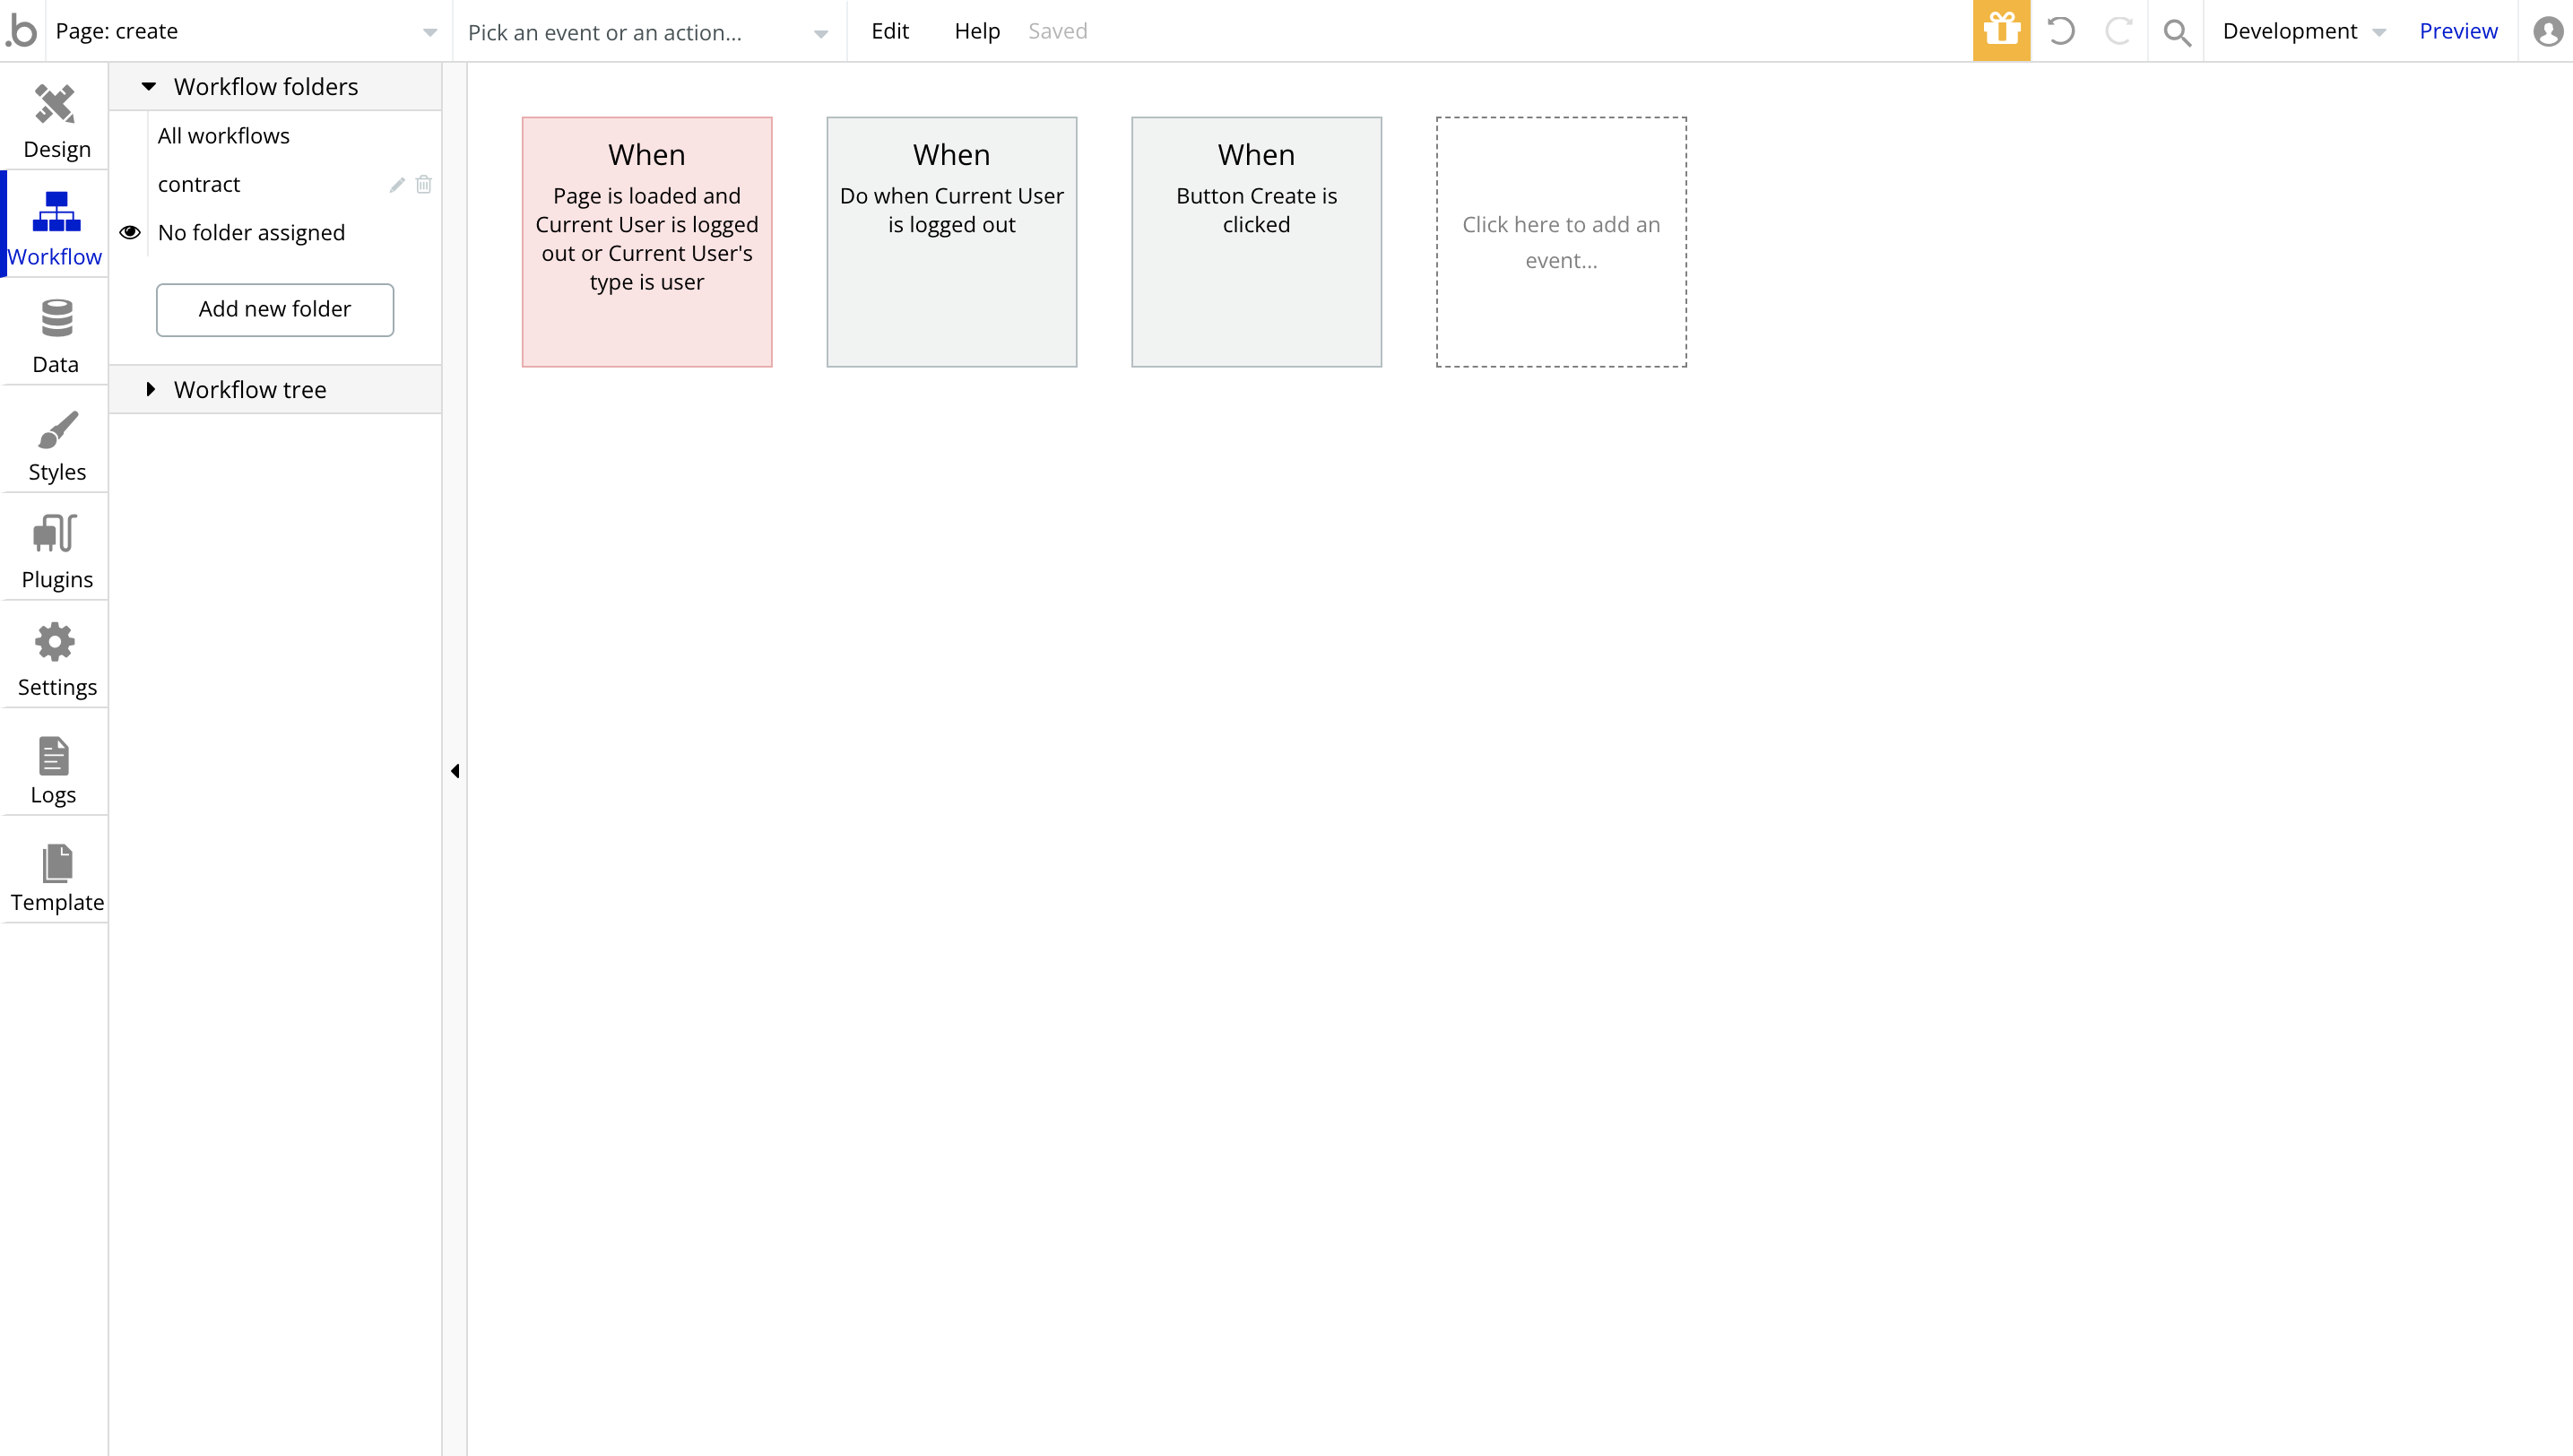 .b
Page: create
Pick an event or an action...
Edit
Help
Saved
Development
Preview
Design
Workflow
Data
Styles
Plugins
Settings
Logs
Template
Workflow folders
All workflows
contract
No folder assigned
Add new folder
Workflow tree
When
Page is loaded and
Current User is logged
out or Current User's
type is user
When
Do when Current User
is logged out
When
Button Create is
clicked
Click here to add an
event...